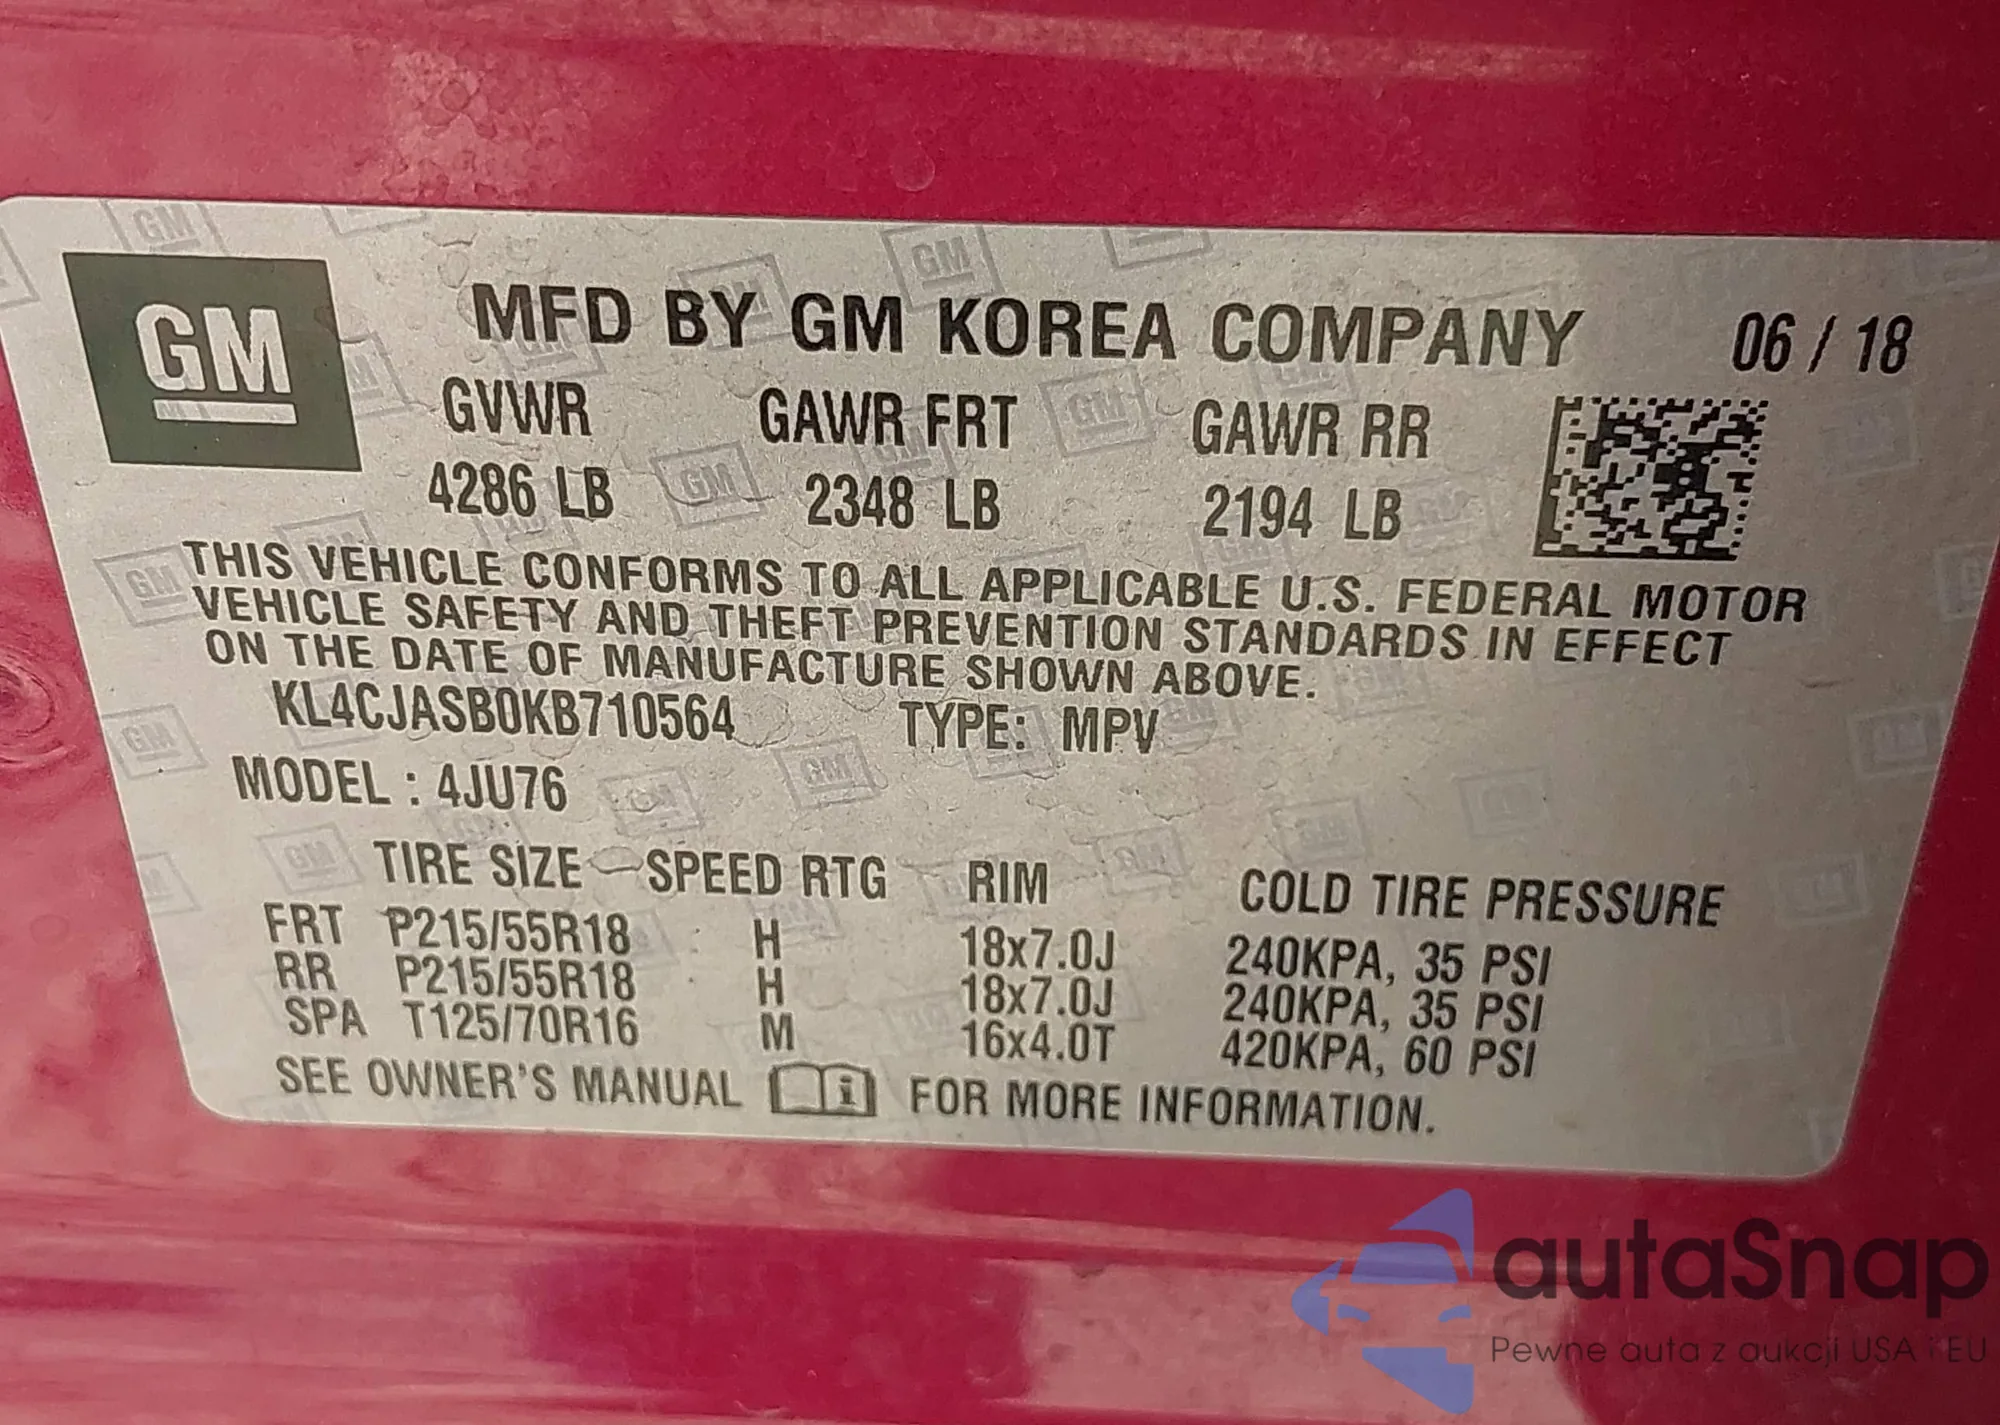 GM
MFD BY GM KOREA COMPANY 06 / 18
GVWR GAWR FRT GAWR RR
4286 LB 2348 LB 2194 LB
THIS VEHICLE CONFORMS TO ALL APPLICABLE U.S. FEDERAL MOTOR
VEHICLE SAFETY AND THEFT PREVENTION STANDARDS IN EFFECT
ON THE DATE OF MANUFACTURE SHOWN ABOVE.
KL4CJASB0KB710564 TYPE: MPV
MODEL : 4JU76
TIRE SIZE SPEED RTG RIM COLD TIRE PRESSURE
FRT P215/55R18 H 18x7.0J 240KPA, 35 PSI
RR P215/55R18 H 18x7.0J 240KPA, 35 PSI
SPA T125/70R16 M 16x4.0T 420KPA, 60 PSI
SEE OWNER'S MANUAL i FOR MORE INFORMATION.
autaSnap
Pewne auta z aukcji USA i EU